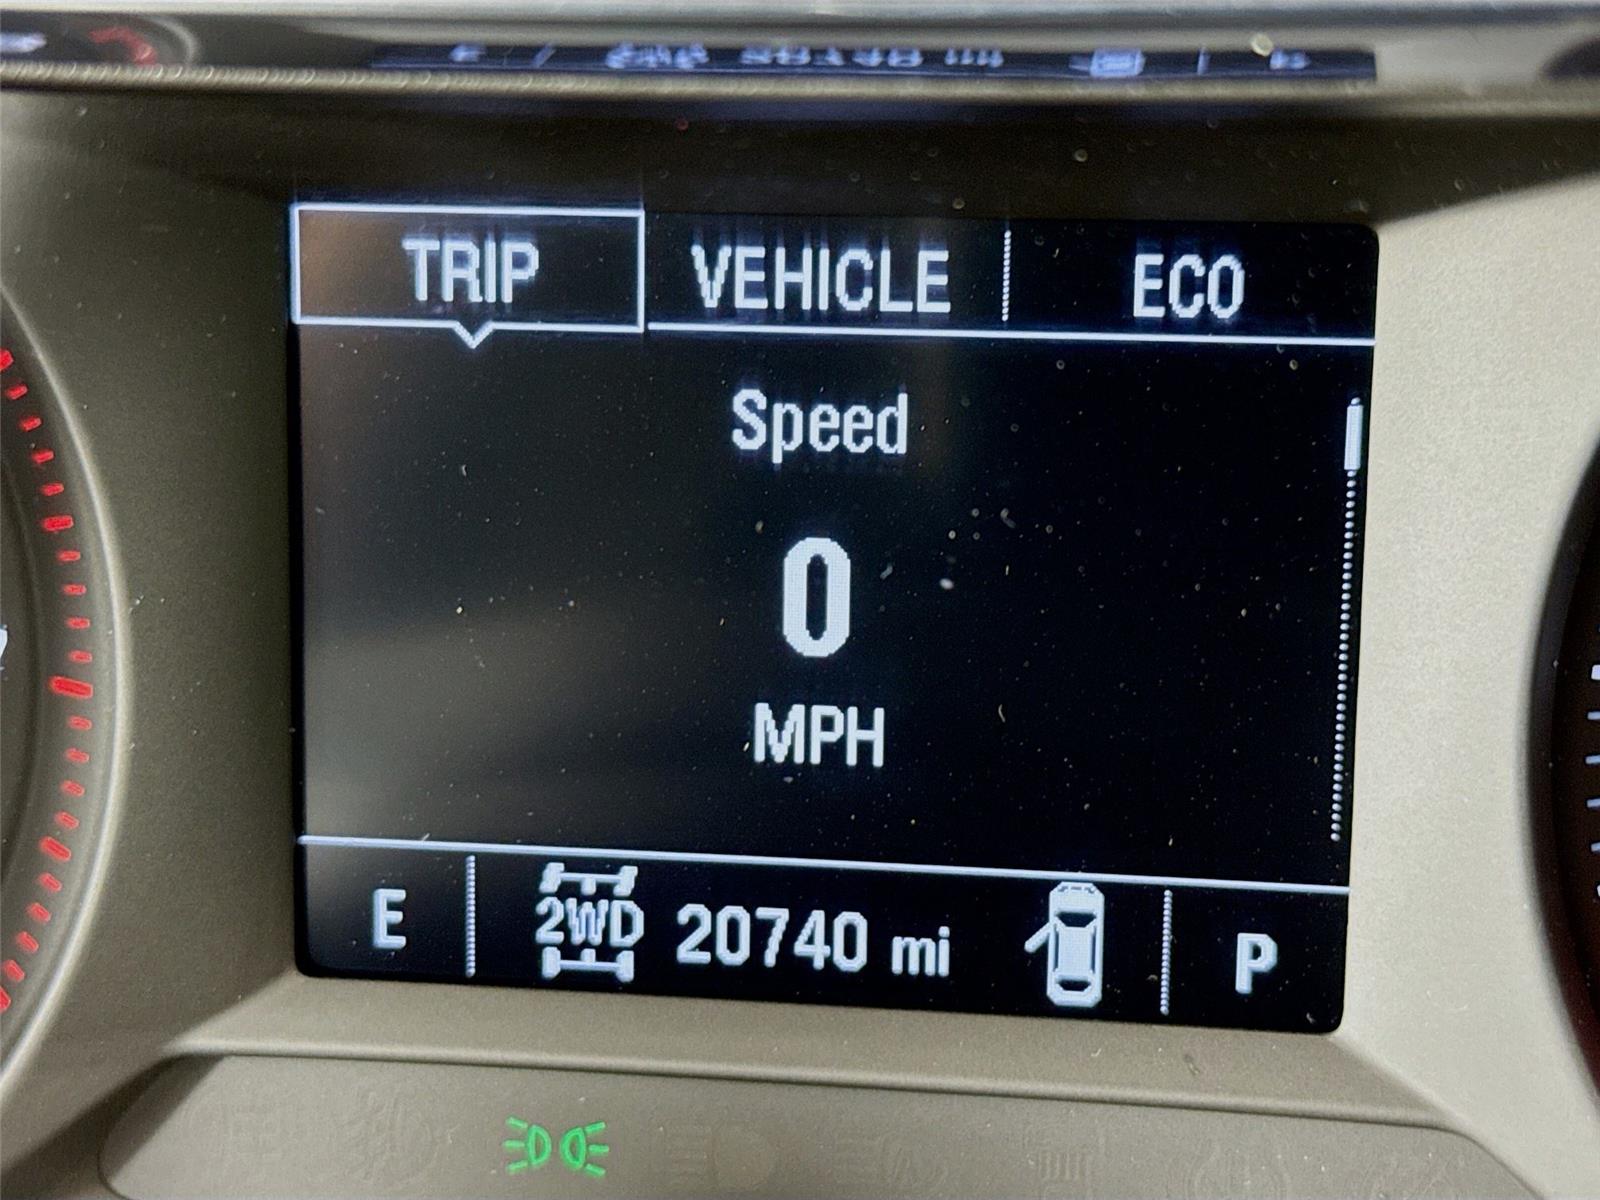 TRIP VEHICLE ECO
Speed
0
MPH
E 2WD 20740 mi P